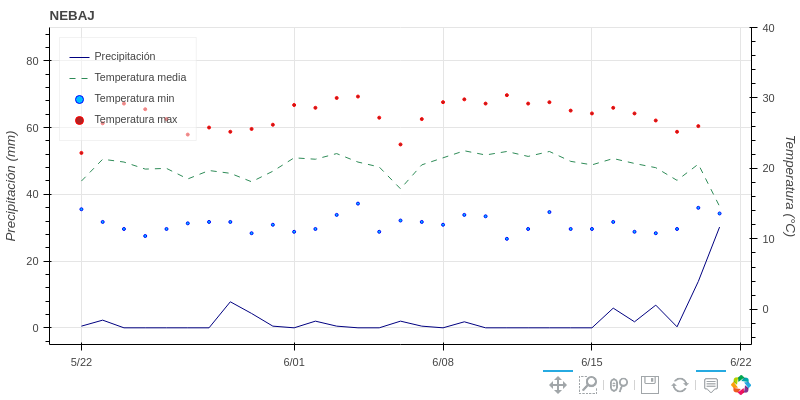 NEBAJ
Precipitación
Temperatura media
Temperatura min
Temperatura max
Precipitación (mm)
80
60
40
20
0
Temperatura (°C)
40
30
20
10
0
5/22
6/01
6/08
6/15
6/22